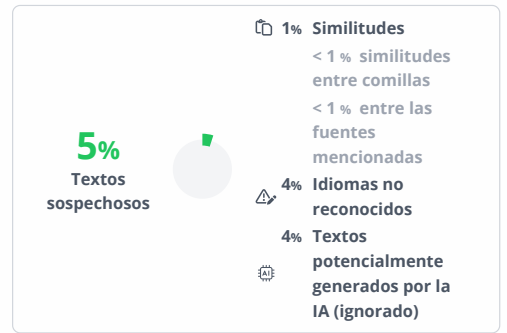 5%
Textos
sospechosos
1% Similitudes
< 1 % similitudes
entre comillas
< 1 % entre las
fuentes
mencionadas
4% Idiomas no
reconocidos
4% Textos
potencialmente
generados por la
IA (ignorado)
AI